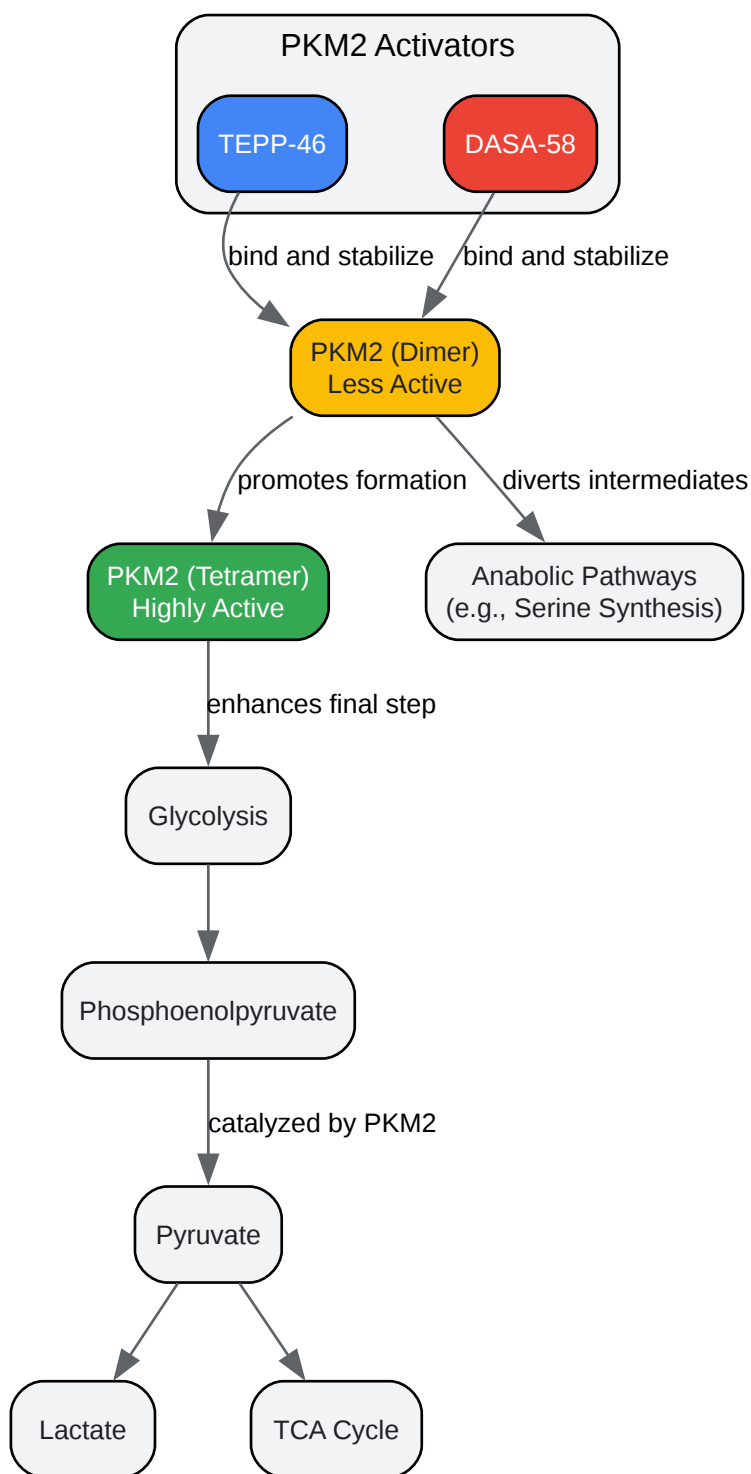 PKM2 Activators
TEPP-46
DASA-58
bind and stabilize
bind and stabilize
PKM2 (Dimer)
Less Active
promotes formation
diverts intermediates
PKM2 (Tetramer)
Highly Active
Anabolic Pathways
(e.g., Serine Synthesis)
enhances final step
Glycolysis
Phosphoenolpyruvate
catalyzed by PKM2
Pyruvate
Lactate
TCA Cycle